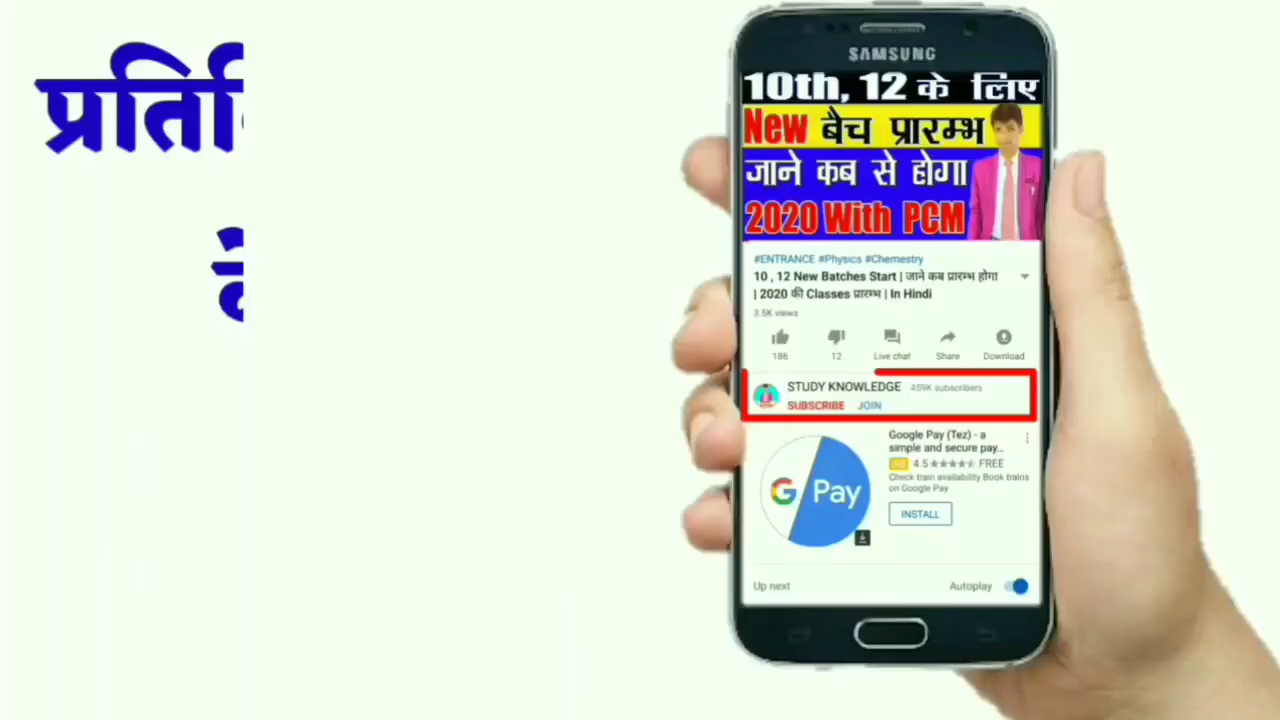 SAMSUNG
10th, 12 के लिए
New बैच प्रारम्भ
जाने कब से होगा
2020 With PCM
#ENTRANCE #Physics #Chemestry
10 , 12 New Batches Start | जाने कब प्रारम्भ होगा
| 2020 की Classes प्रारम्भ | In Hindi
3.5K views
186 12 Live chat Share Download
STUDY KNOWLEDGE 459K subscribers
SUBSCRIBE JOIN
Google Pay (Tez) - a
simple and secure pay...
Ad 4.5 FREE
Check train availability Book trains
on Google Pay
G Pay
INSTALL
Up next Autoplay